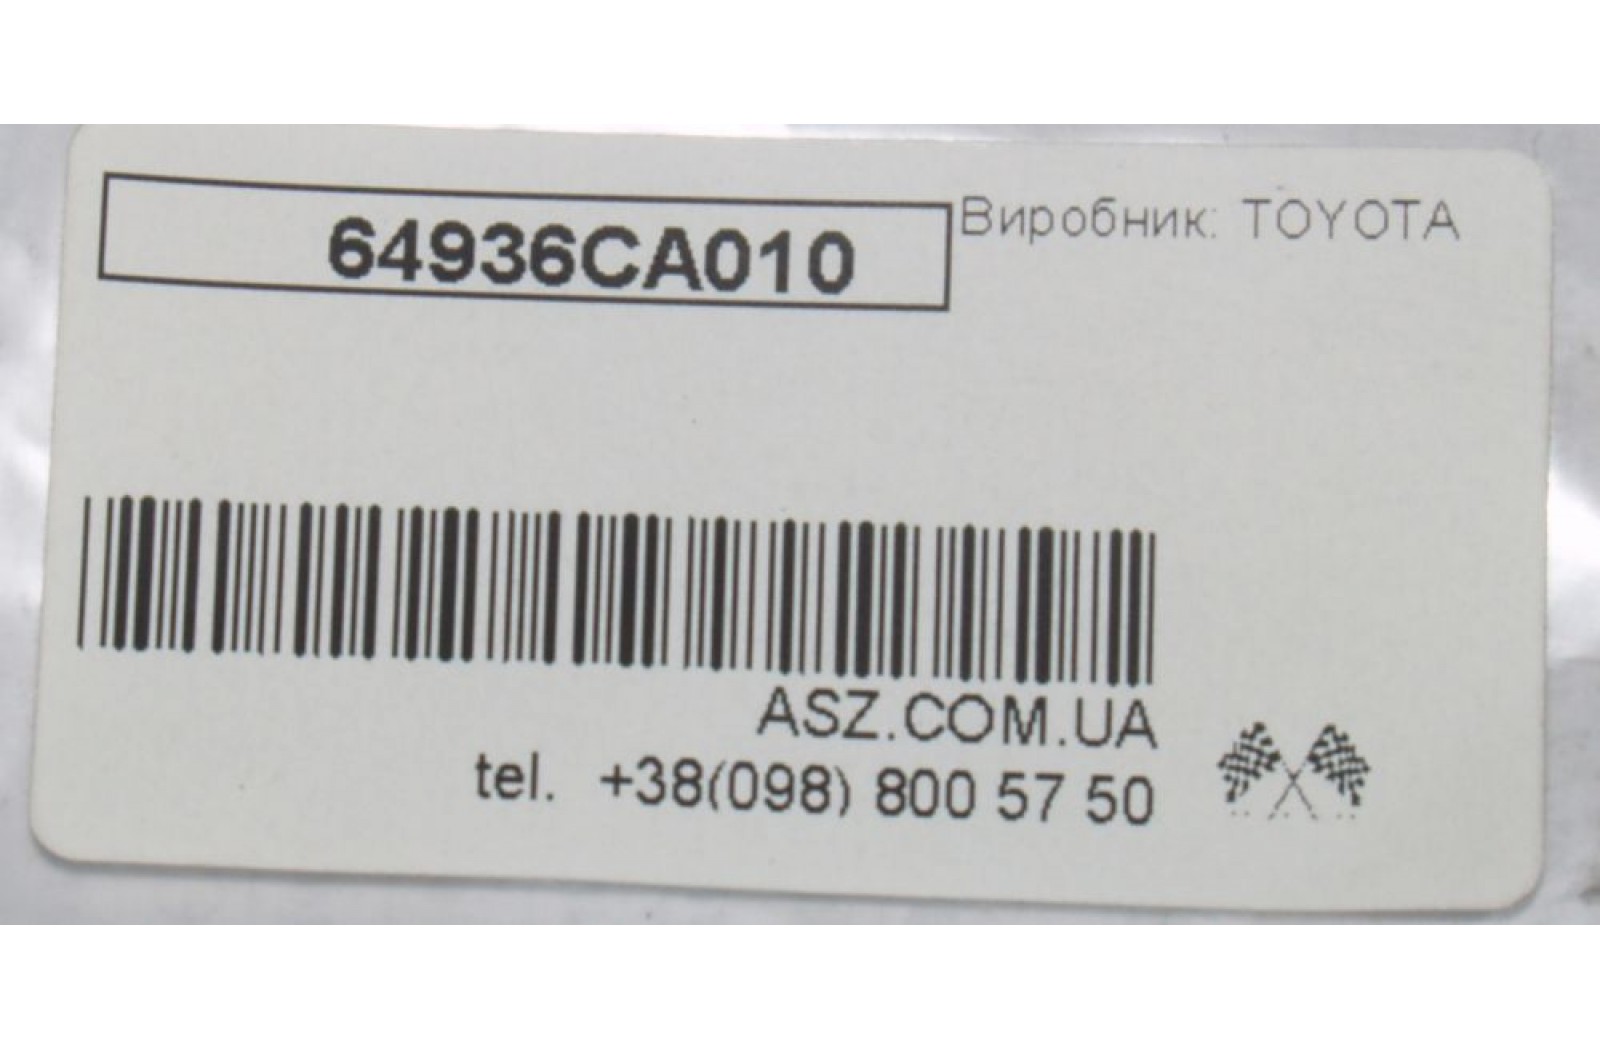 64936CA010
Виробник: TOYOTA
ASZ.COM.UA
tel. +38(098) 800 57 50